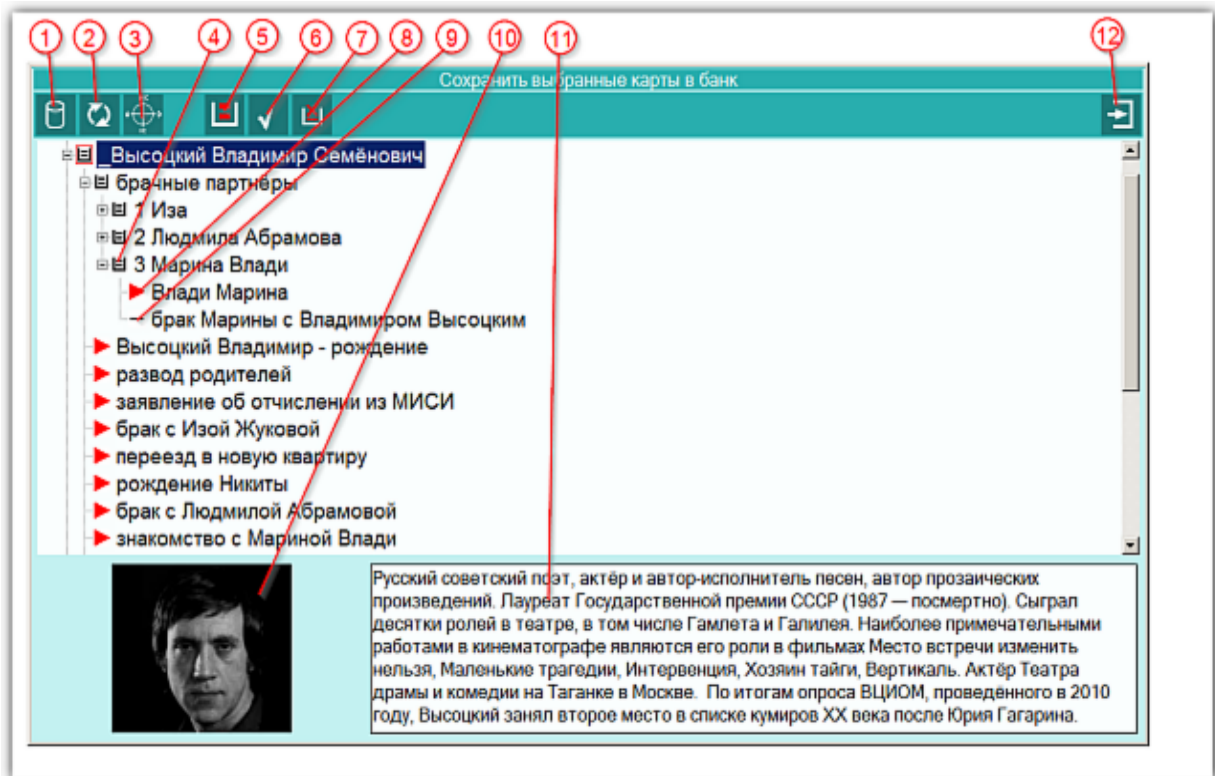 1 2 3 4 5 6 7 8 9 10 11 12
Сохранить выбранные карты в банк
_Высоцкий Владимир Семёнович
брачные партнёры
1 Иза
2 Людмила Абрамова
3 Марина Влади
Влади Марина
брак Марины с Владимиром Высоцким
Высоцкий Владимир - рождение
развод родителей
заявление об отчислении из МИСИ
брак с Изой Жуковой
переезд в новую квартиру
рождение Никиты
брак с Людмилой Абрамовой
знакомство с Мариной Влади
Русский советский поэт, актёр и автор-исполнитель песен, автор прозаических
произведений. Лауреат Государственной премии СССР (1987 — посмертно). Сыграл
десятки ролей в театре, в том числе Гамлета и Галилея. Наиболее примечательными
работами в кинематографе являются его роли в фильмах Место встречи изменить
нельзя, Маленькие трагедии, Интервенция, Хозяин тайги, Вертикаль. Актёр Театра
драмы и комедии на Таганке в Москве. По итогам опроса ВЦИОМ, проведённого в 2010
году, Высоцкий занял второе место в списке кумиров XX века после Юрия Гагарина.